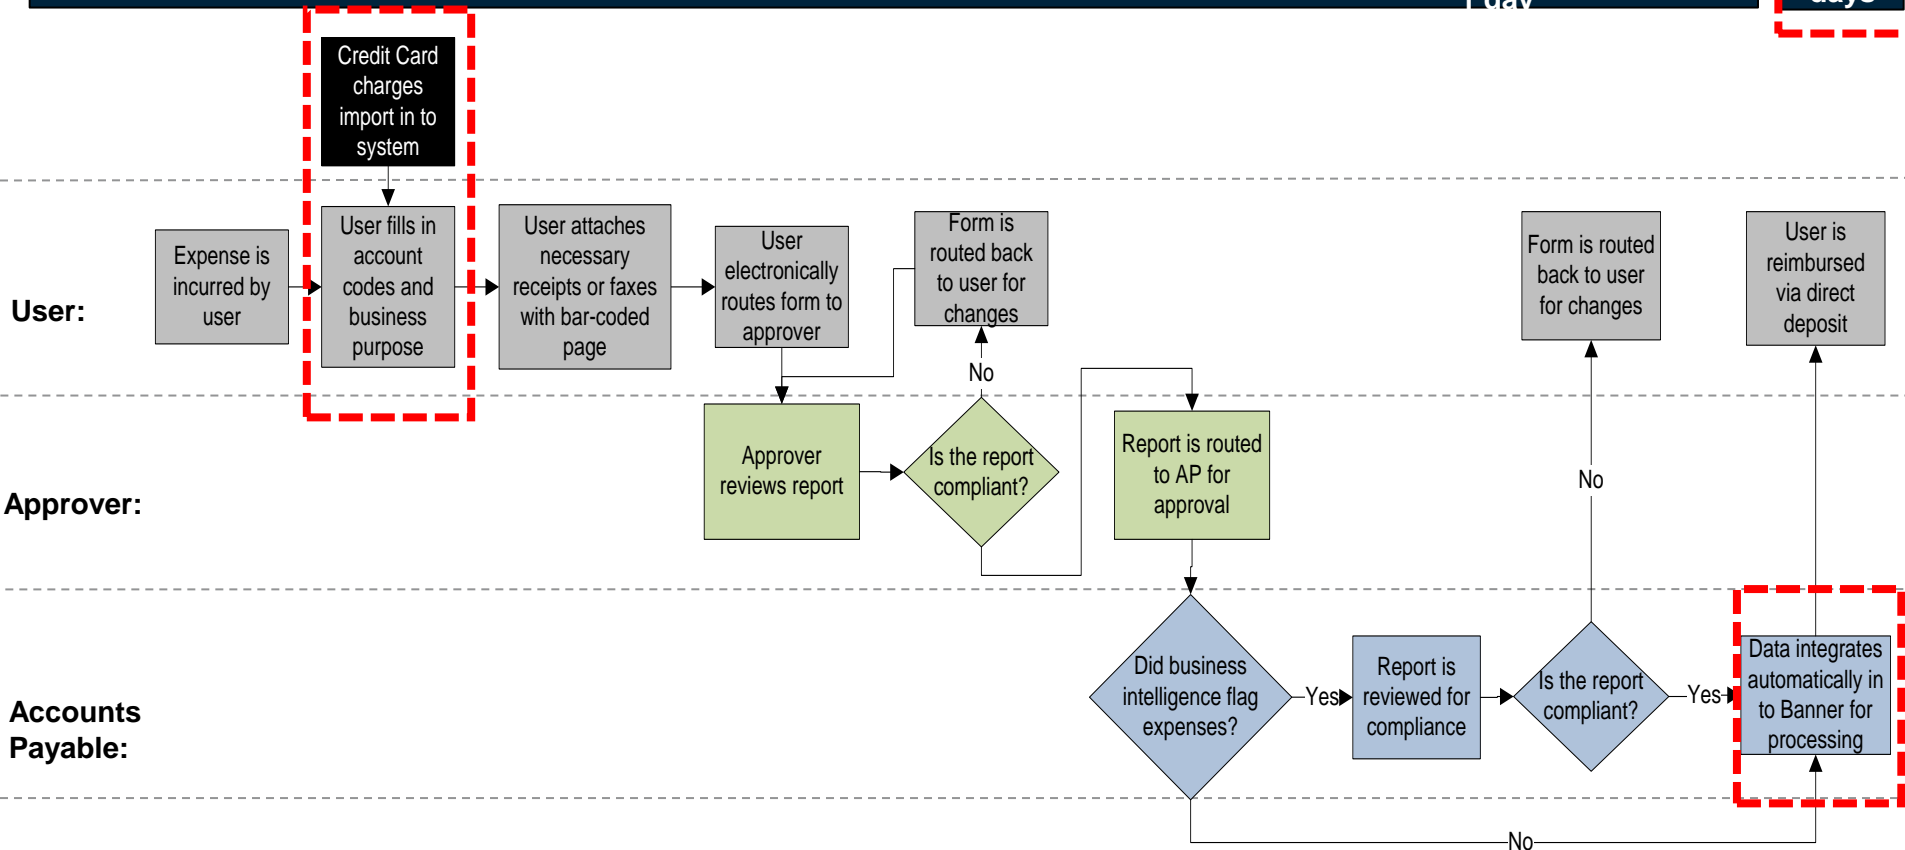 1 day
days
Credit Card
charges
import in to
system
User:
Expense is
incurred by
user
User fills in
account
codes and
business
purpose
User attaches
necessary
receipts or faxes
with bar-coded
page
User
electronically
routes form to
approver
Form is
routed back
to user for
changes
Form is routed
back to user
for changes
User is
reimbursed
via direct
deposit
No
Approver:
Approver
reviews report
Is the report
compliant?
Report is routed
to AP for
approval
No
Accounts
Payable:
Did business
intelligence flag
expenses?
Yes
Report is
reviewed for
compliance
Is the report
compliant?
Yes
Data integrates
automatically in
to Banner for
processing
No